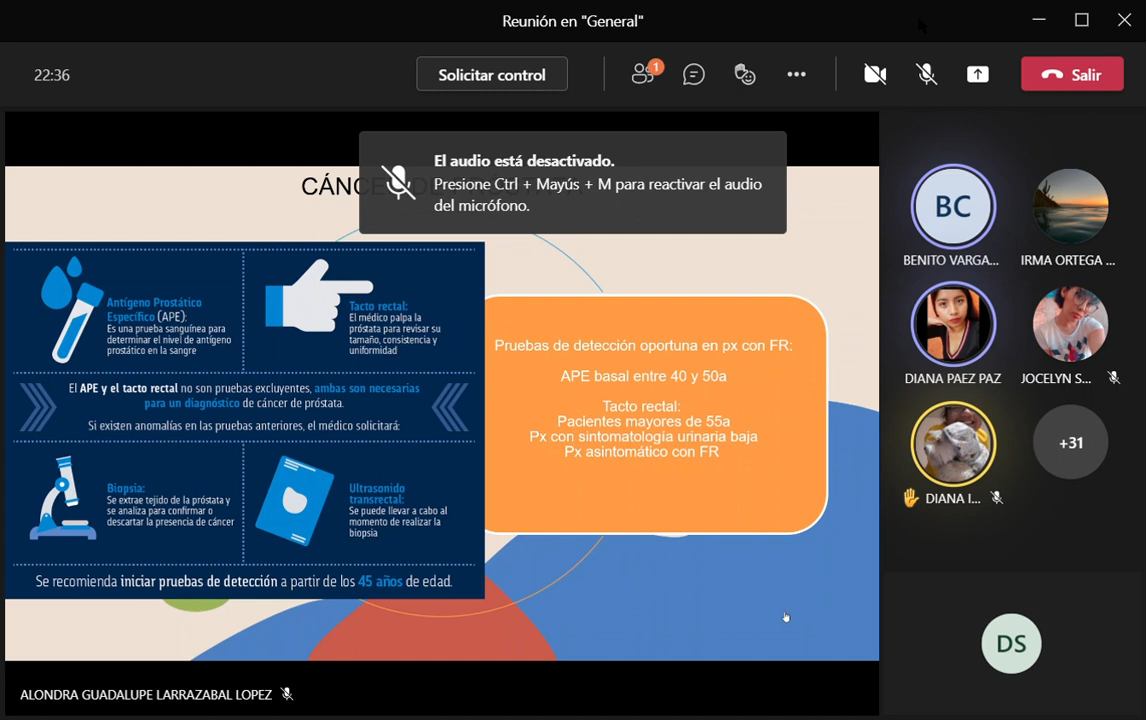 Reunión en "General"
22:36
Solicitar control
1
Salir
El audio está desactivado.
Presione Ctrl + Mayús + M para reactivar el audio
del micrófono.
CÁNCER
Antígeno Prostático
Específico (APE):
Es una prueba sanguínea para
determinar el nivel de antígeno
prostático en la sangre
Tacto rectal:
El médico palpa la
próstata para revisar su
tamaño, consistencia y
uniformidad
El APE y el tacto rectal no son pruebas excluyentes, ambas son necesarias
para un diagnóstico de cáncer de próstata.
Si existen anomalías en las pruebas anteriores, el médico solicitará:
Biopsia:
Se extrae tejido de la próstata y
se analiza para confirmar o
descartar la presencia de cáncer
Ultrasonido
transrectal:
Se puede llevar a cabo al
momento de realizar la
biopsia
Se recomienda iniciar pruebas de detección a partir de los 45 años de edad.
Pruebas de detección oportuna en px con FR:
APE basal entre 40 y 50a
Tacto rectal:
Pacientes mayores de 55a
Px con sintomatología urinaria baja
Px asintomático con FR
BC
BENITO VARGA...
IRMA ORTEGA ...
DIANA PAEZ PAZ
JOCELYN S...
DIANA I...
+31
DS
ALONDRA GUADALUPE LARRAZABAL LOPEZ